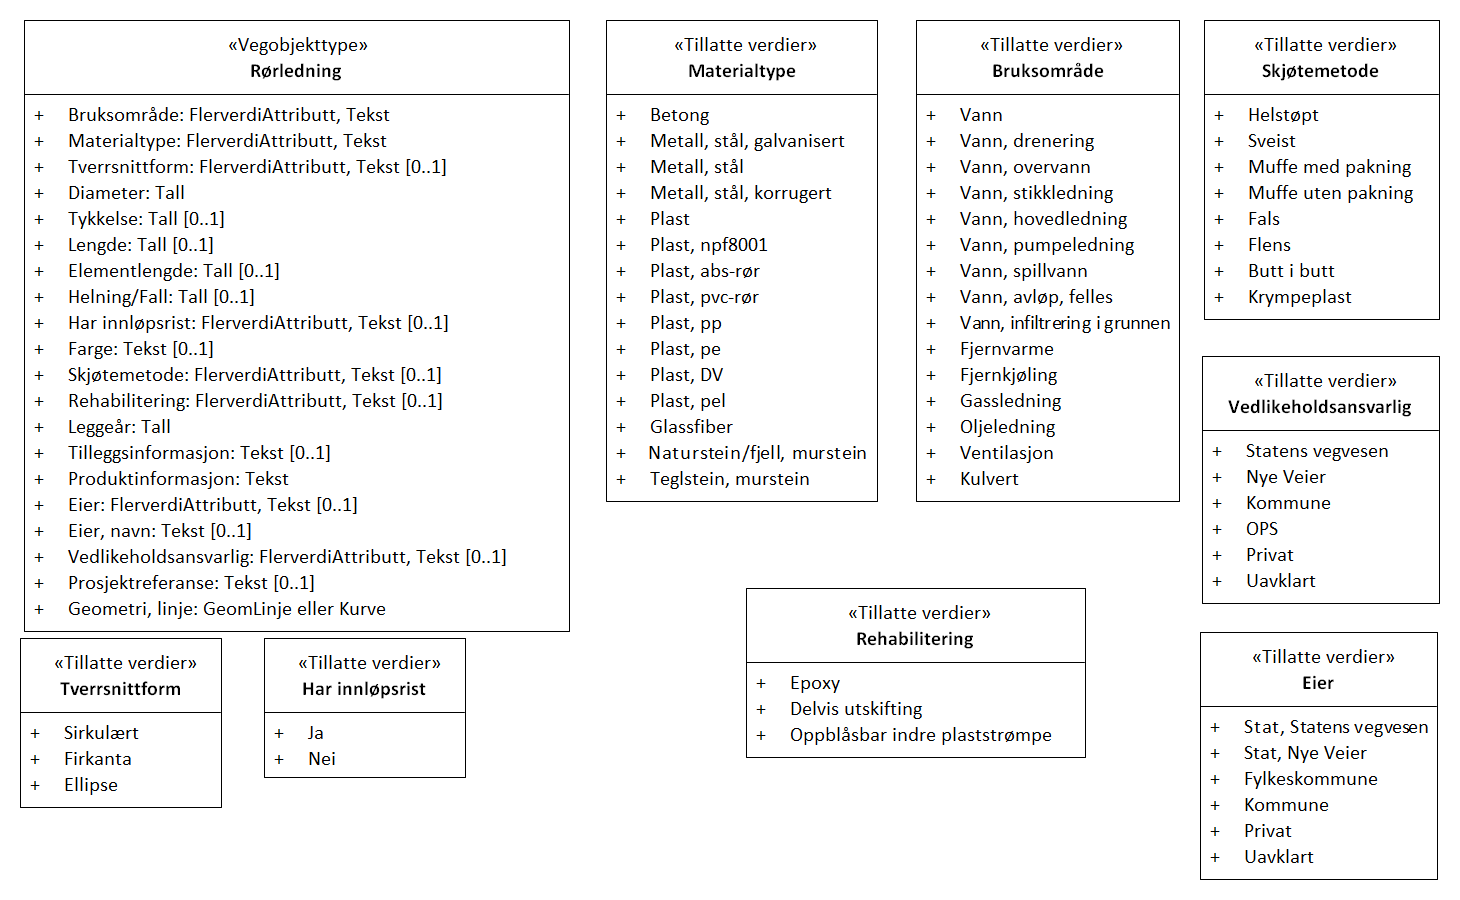 «Vegobjekttype»
Rørledning
+ Bruksområde: FlerverdiAttributt, Tekst
+ Materialtype: FlerverdiAttributt, Tekst
+ Tverrsnittform: FlerverdiAttributt, Tekst [0..1]
+ Diameter: Tall
+ Tykkelse: Tall [0..1]
+ Lengde: Tall [0..1]
+ Elementlengde: Tall [0..1]
+ Helning/Fall: Tall [0..1]
+ Har innløpsrist: FlerverdiAttributt, Tekst [0..1]
+ Farge: Tekst [0..1]
+ Skjøtemetode: FlerverdiAttributt, Tekst [0..1]
+ Rehabilitering: FlerverdiAttributt, Tekst [0..1]
+ Leggeår: Tall
+ Tilleggsinformasjon: Tekst [0..1]
+ Produktinformasjon: Tekst
+ Eier: FlerverdiAttributt, Tekst [0..1]
+ Eier, navn: Tekst [0..1]
+ Vedlikeholdsansvarlig: FlerverdiAttributt, Tekst [0..1]
+ Prosjektreferanse: Tekst [0..1]
+ Geometri, linje: GeomLinje eller Kurve
«Tillatte verdier»
Materialtype
+ Betong
+ Metall, stål, galvanisert
+ Metall, stål
+ Metall, stål, korrugert
+ Plast
+ Plast, npf8001
+ Plast, abs-rør
+ Plast, pvc-rør
+ Plast, pp
+ Plast, pe
+ Plast, DV
+ Plast, pel
+ Glassfiber
+ Naturstein/fjell, murstein
+ Teglstein, murstein
«Tillatte verdier»
Bruksområde
+ Vann
+ Vann, drenering
+ Vann, overvann
+ Vann, stikkledning
+ Vann, hovedledning
+ Vann, pumpeledning
+ Vann, spillvann
+ Vann, avløp, felles
+ Vann, infiltrering i grunnen
+ Fjernvarme
+ Fjernkjøling
+ Gassledning
+ Oljeledning
+ Ventilasjon
+ Kulvert
«Tillatte verdier»
Skjøtemetode
+ Helstøpt
+ Sveist
+ Muffe med pakning
+ Muffe uten pakning
+ Fals
+ Flens
+ Butt i butt
+ Krympeplast
«Tillatte verdier»
Vedlikeholdsansvarlig
+ Statens vegvesen
+ Nye Veier
+ Kommune
+ OPS
+ Privat
+ Uavklart
«Tillatte verdier»
Tverrsnittform
+ Sirkulært
+ Firkanta
+ Ellipse
«Tillatte verdier»
Har innløpsrist
+ Ja
+ Nei
«Tillatte verdier»
Rehabilitering
+ Epoxy
+ Delvis utskifting
+ Oppblåsbar indre plaststrømpe
«Tillatte verdier»
Eier
+ Stat, Statens vegvesen
+ Stat, Nye Veier
+ Fylkeskommune
+ Kommune
+ Privat
+ Uavklart